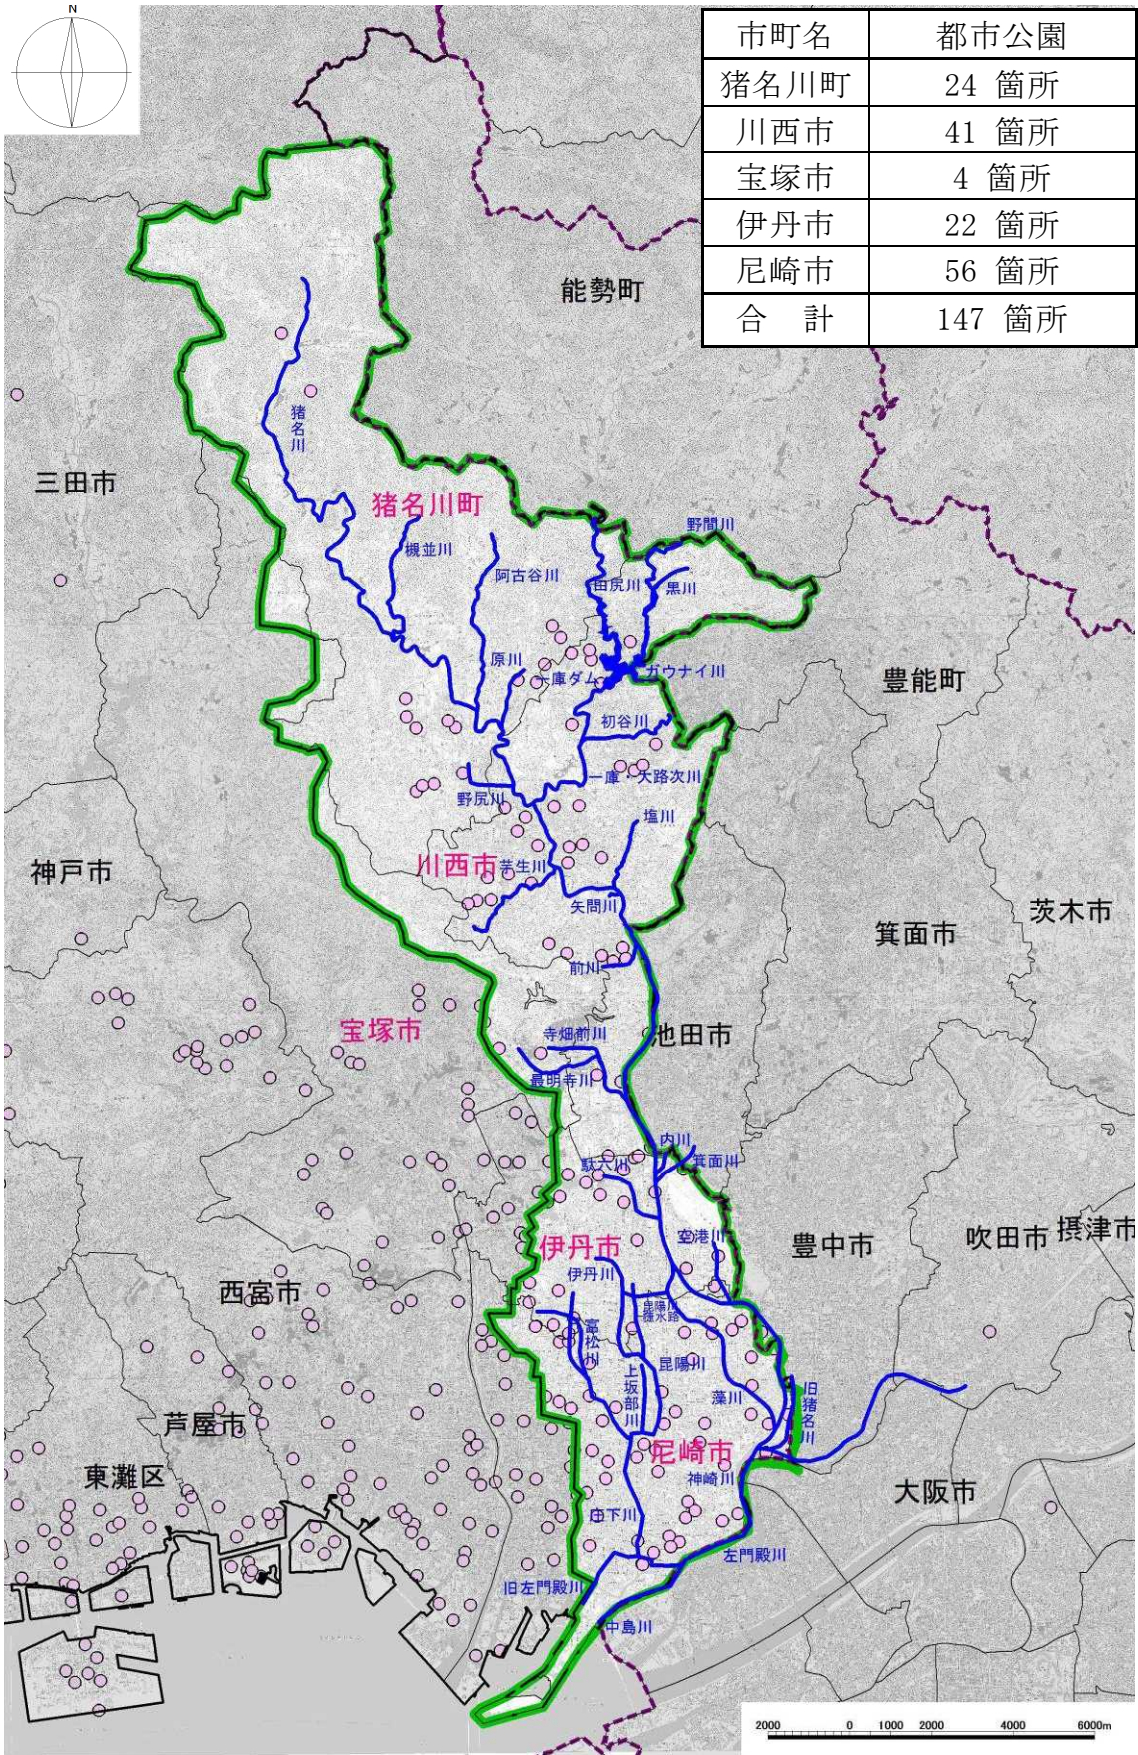 N
市町名 都市公園
猪名川町 24 箇所
川西市 41 箇所
宝塚市 4 箇所
伊丹市 22 箇所
尼崎市 56 箇所
合 計 147 箇所
能勢町
猪名川
三田市
猪名川町
野間川
槻並川
阿古谷川
田尻川
黒川
原川
一庫ダム
ガウナイ川
豊能町
初谷川
一庫・大路次川
野尻川
塩川
神戸市
川西市
芋生川
矢問川
茨木市
箕面市
前川
宝塚市
寺畑前川
池田市
最明寺川
内川
駄六川
箕面川
空港川
伊丹市
豊中市
吹田市
摂津市
伊丹川
西宮市
昆陽川
富松川
昆陽川
上坂部川
藻川
旧猪名川
芦屋市
尼崎市
東灘区
神崎川
大阪市
庄下川
左門殿川
旧左門殿川
中島川
2000 0 1000 2000 4000 6000m